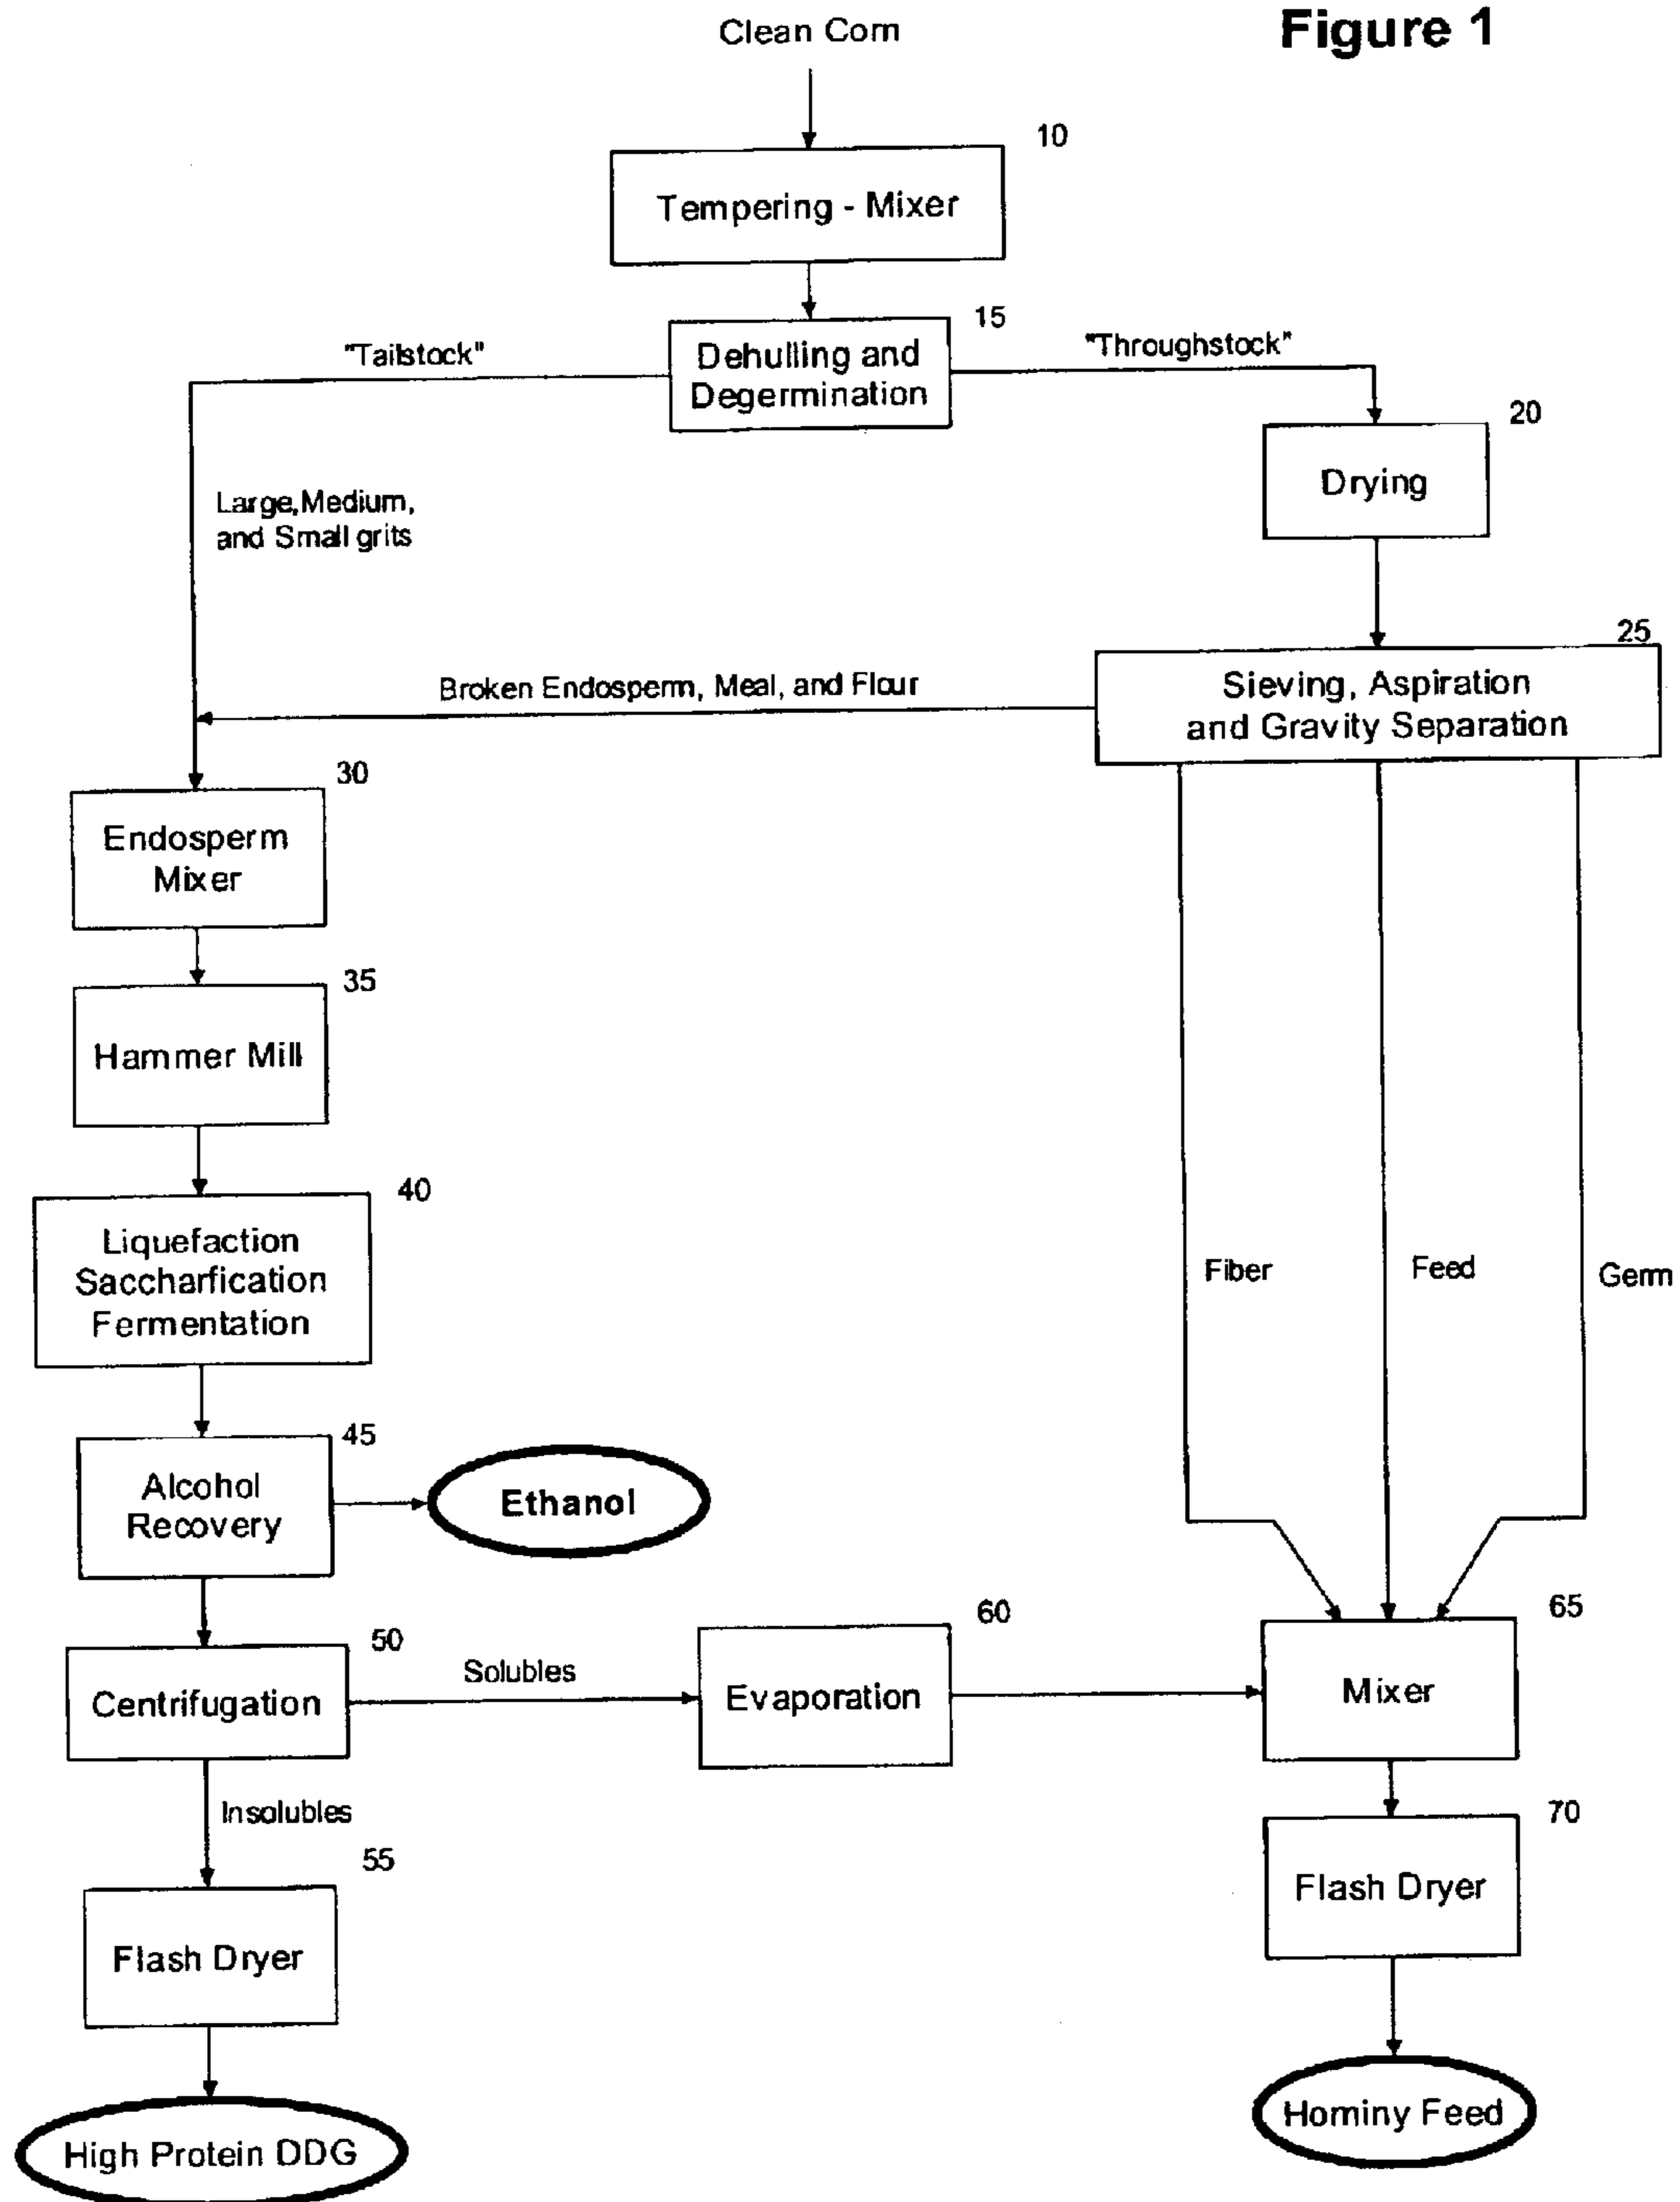 Clean Corn
Figure 1
10
Tempering - Mixer
15
"Tailstock"
Dehulling and
Degermination
"Throughstock"
20
Drying
Large,Medium,
and Small grits
25
Broken Endosperm, Meal, and Flour
Sieving, Aspiration
and Gravity Separation
30
Endosperm
Mixer
35
Hammer Mill
40
Liquefaction
Saccharfication
Fermentation
Fiber
Feed
Germ
45
Alcohol
Recovery
Ethanol
50
Centrifugation
Solubles
60
Evaporation
65
Mixer
Insolubles
55
Flash Dryer
70
Flash Dryer
High Protein DDG
Hominy Feed